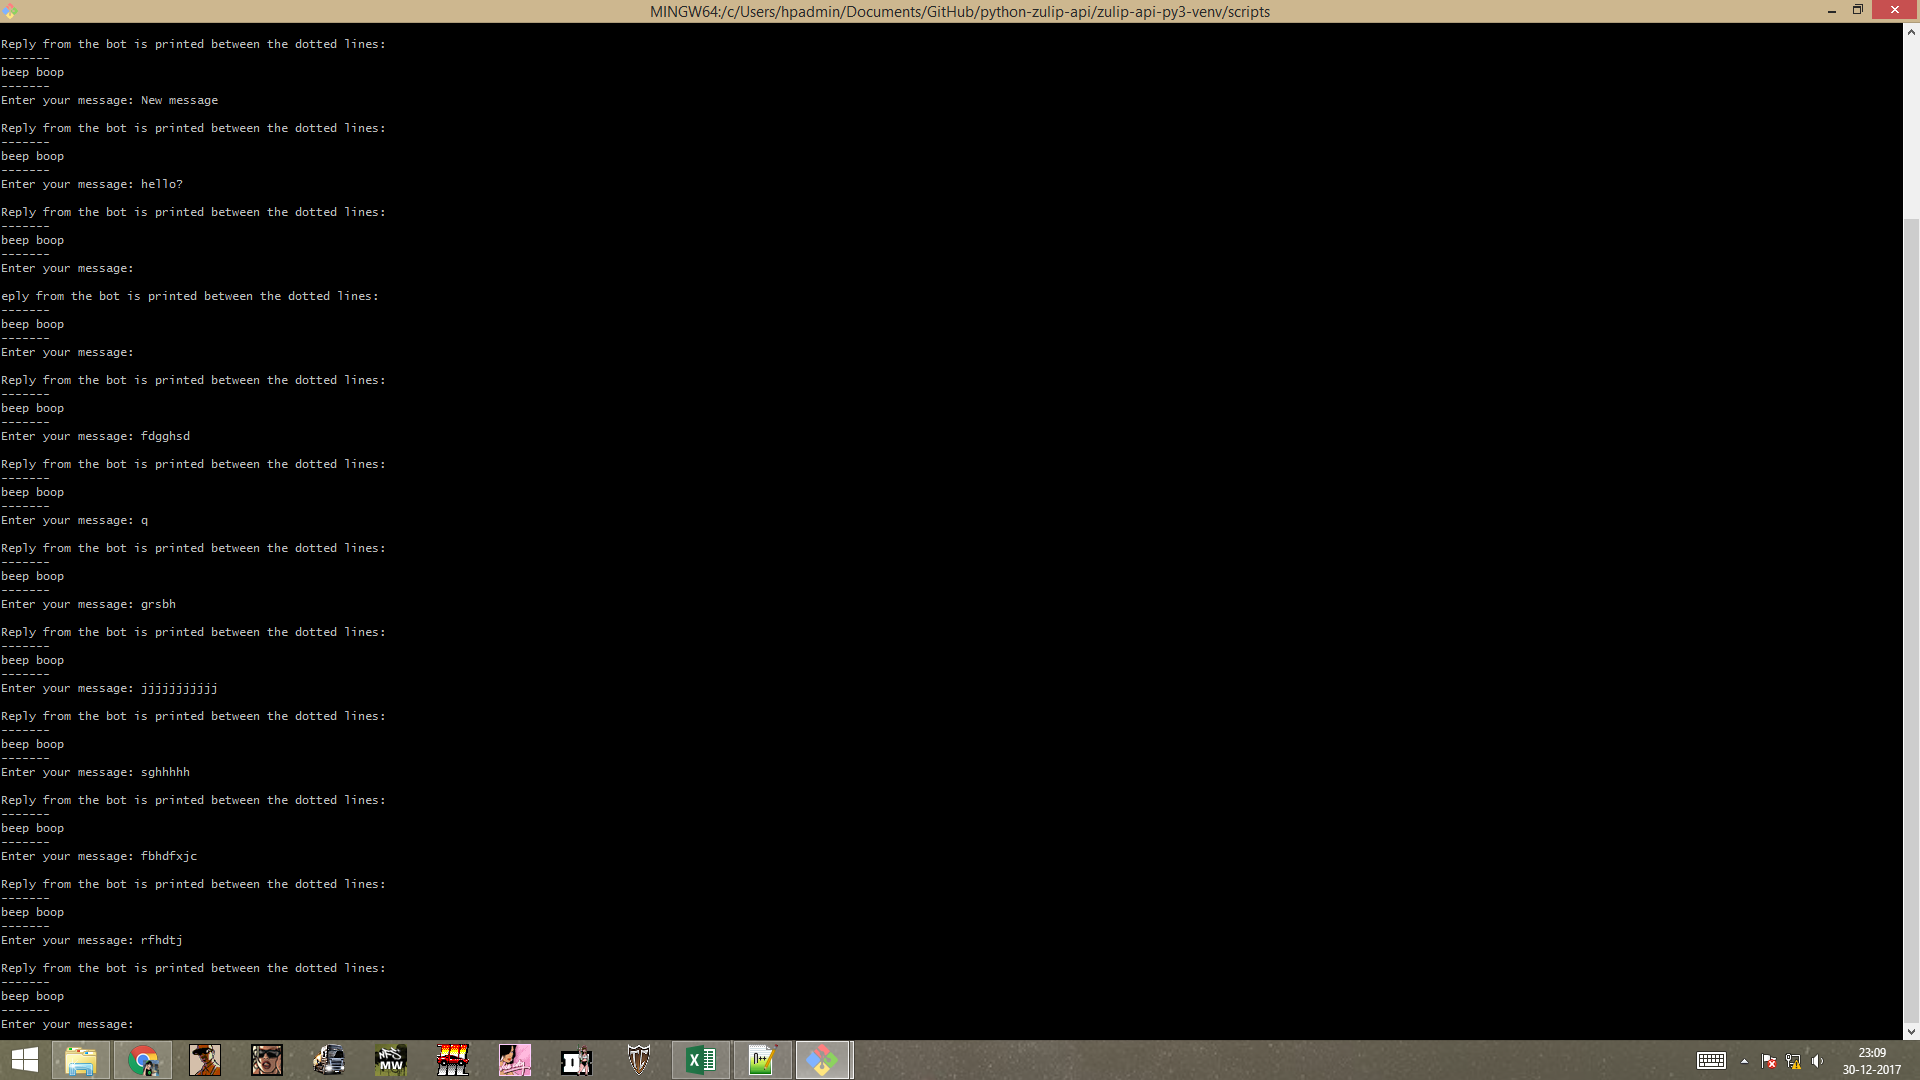 MINGW64:/c/Users/hpadmin/Documents/GitHub/python-zulip-api/zulip-api-py3-venv/scripts
Reply from the bot is printed between the dotted lines:
-------
beep boop
-------
Enter your message: New message
Reply from the bot is printed between the dotted lines:
-------
beep boop
-------
Enter your message: hello?
Reply from the bot is printed between the dotted lines:
-------
beep boop
-------
Enter your message:
eply from the bot is printed between the dotted lines:
-------
beep boop
-------
Enter your message:
Reply from the bot is printed between the dotted lines:
-------
beep boop
-------
Enter your message: fdgghsd
Reply from the bot is printed between the dotted lines:
-------
beep boop
-------
Enter your message: q
Reply from the bot is printed between the dotted lines:
-------
beep boop
-------
Enter your message: grsbh
Reply from the bot is printed between the dotted lines:
-------
beep boop
-------
Enter your message: jjjjjjjjjjj
Reply from the bot is printed between the dotted lines:
-------
beep boop
-------
Enter your message: sghhhhh
Reply from the bot is printed between the dotted lines:
-------
beep boop
-------
Enter your message: fbhdfxjc
Reply from the bot is printed between the dotted lines:
-------
beep boop
-------
Enter your message: rfhdtj
Reply from the bot is printed between the dotted lines:
-------
beep boop
-------
Enter your message:
NFS MW
23:09
30-12-2017